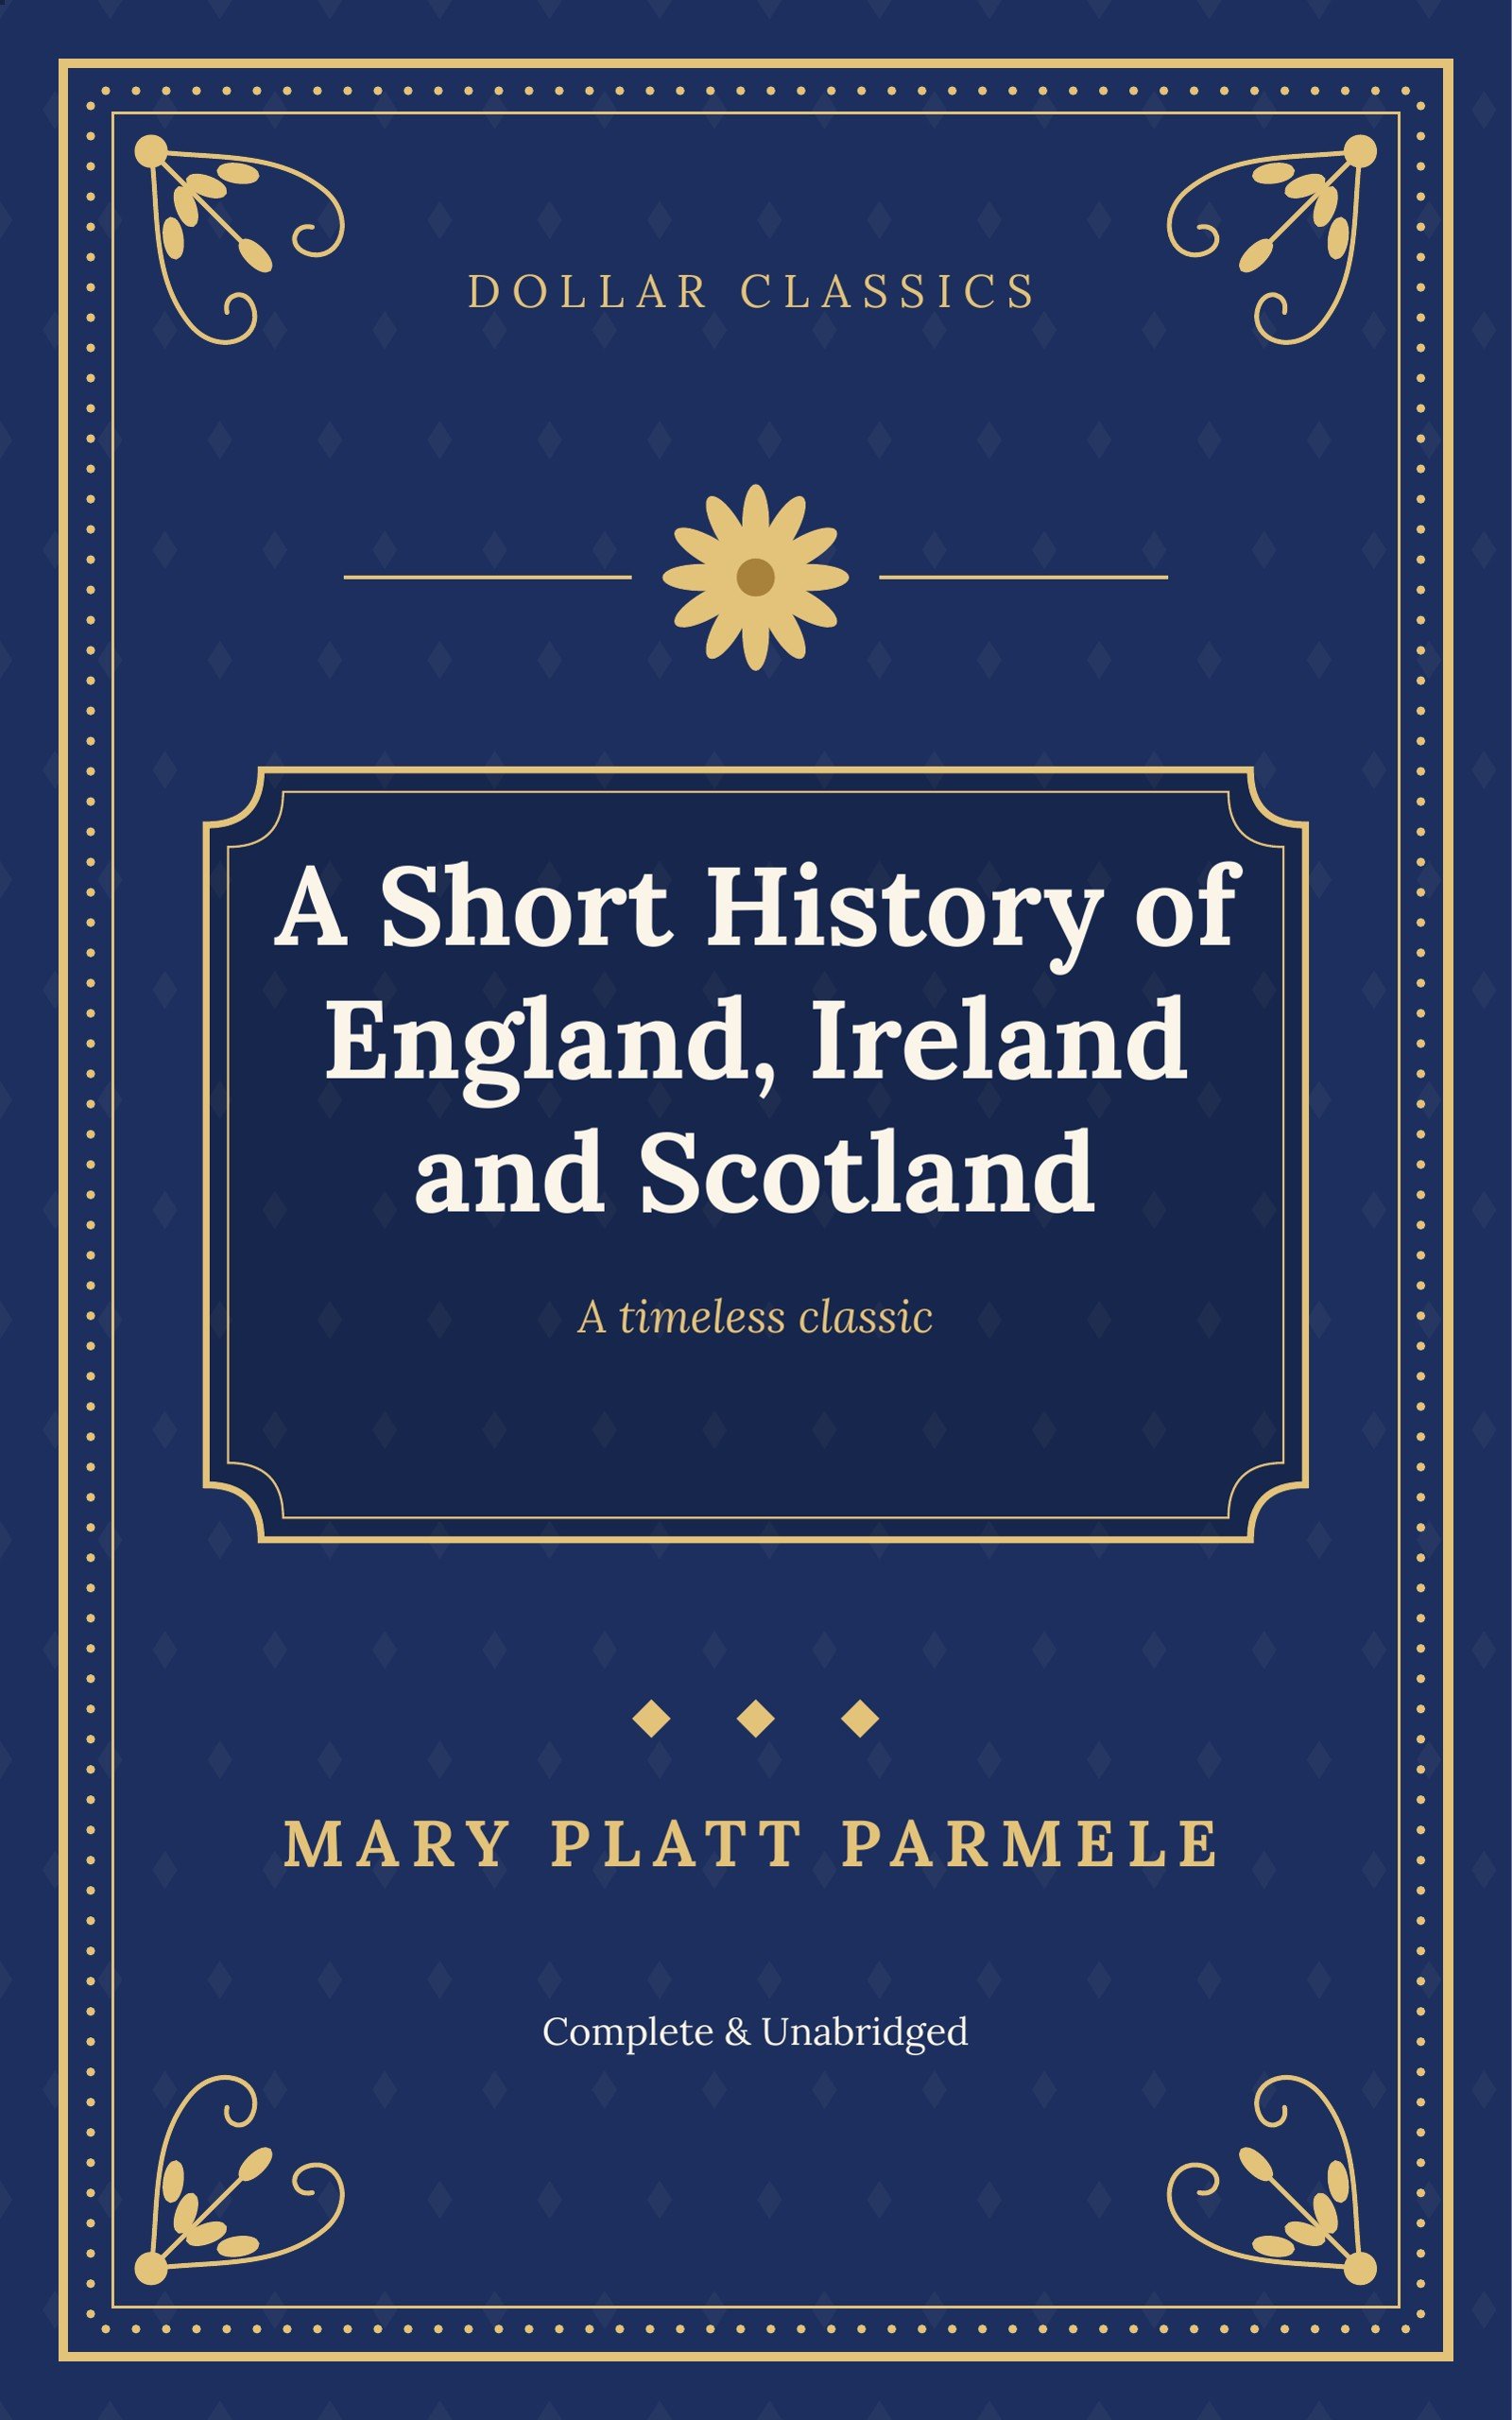 DOLLAR CLASSICS
A Short History of
England, Ireland
and Scotland
A timeless classic
MARY PLATT PARMELE
Complete & Unabridged